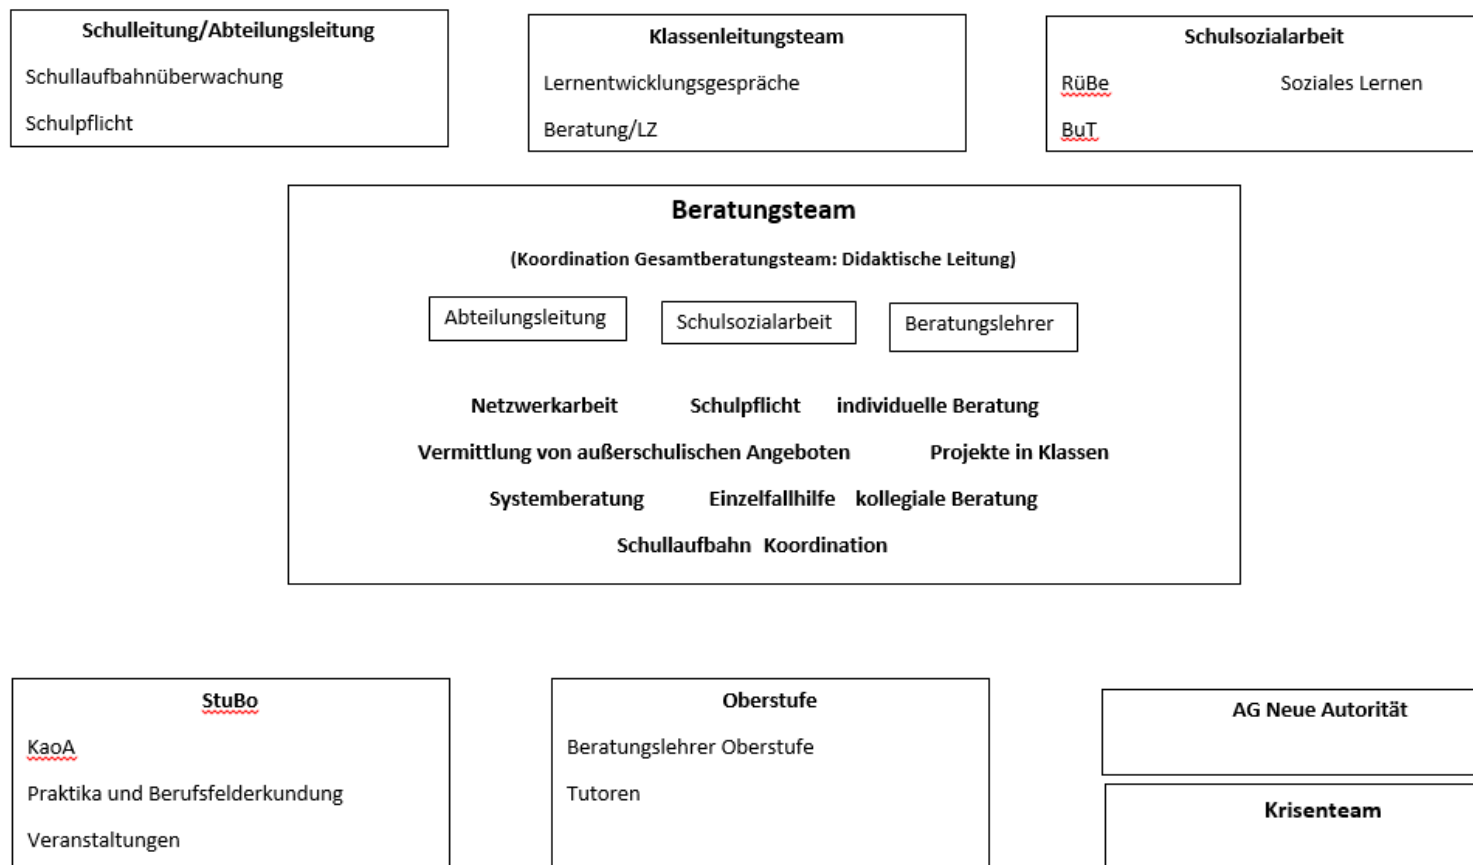 Schulleitung/Abteilungsleitung
Schullaufbahnüberwachung
Schulpflicht
Klassenleitungsteam
Lernentwicklungsgespräche
Beratung/LZ
Schulsozialarbeit
RüBe Soziales Lernen
BuT
Beratungsteam
(Koordination Gesamtberatungsteam: Didaktische Leitung)
Abteilungsleitung
Schulsozialarbeit
Beratungslehrer
Netzwerkarbeit Schulpflicht individuelle Beratung
Vermittlung von außerschulischen Angeboten Projekte in Klassen
Systemberatung Einzelfallhilfe kollegiale Beratung
Schullaufbahn Koordination
StuBo
KaoA
Praktika und Berufsfelderkundung
Veranstaltungen
Oberstufe
Beratungslehrer Oberstufe
Tutoren
AG Neue Autorität
Krisenteam